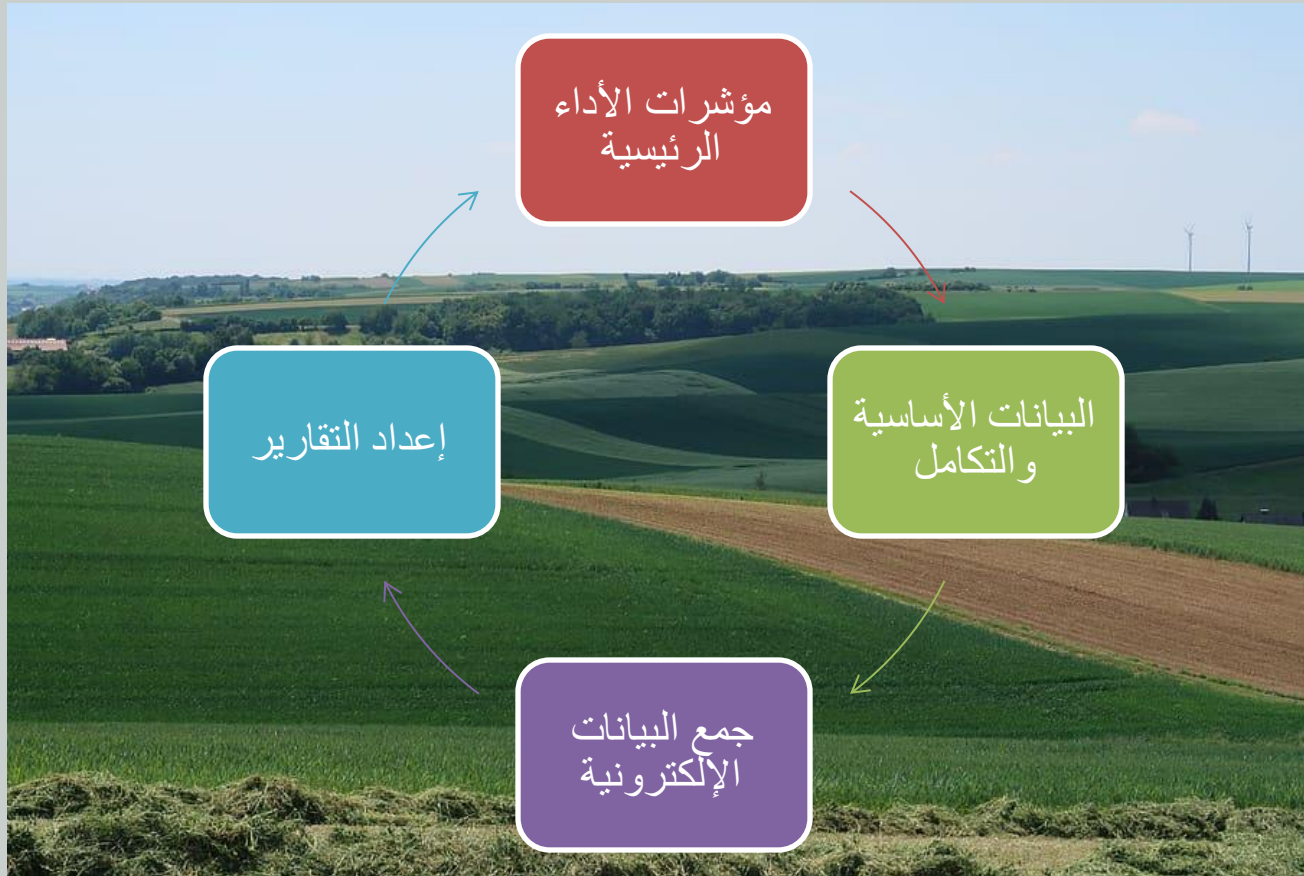 مؤشرات الأداء
الرئيسية
البيانات الأساسية
والتكامل
جمع البيانات
الإلكترونية
إعداد التقارير